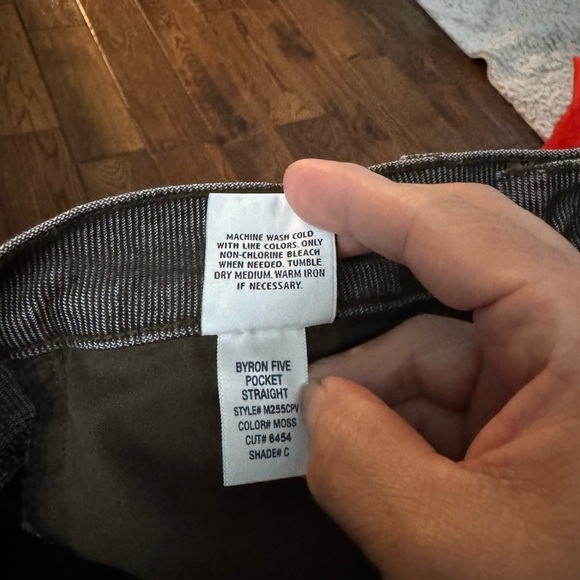 MACHINE WASH COLD
WITH LIKE COLORS. ONLY
NON-CHLORINE BLEACH
WHEN NEEDED. TUMBLE
DRY MEDIUM. WARM IRON
IF NECESSARY.
BYRON FIVE
POCKET
STRAIGHT
STYLE# M255CPV
COLOR# MOSS
CUT# 6454
SHADE# C